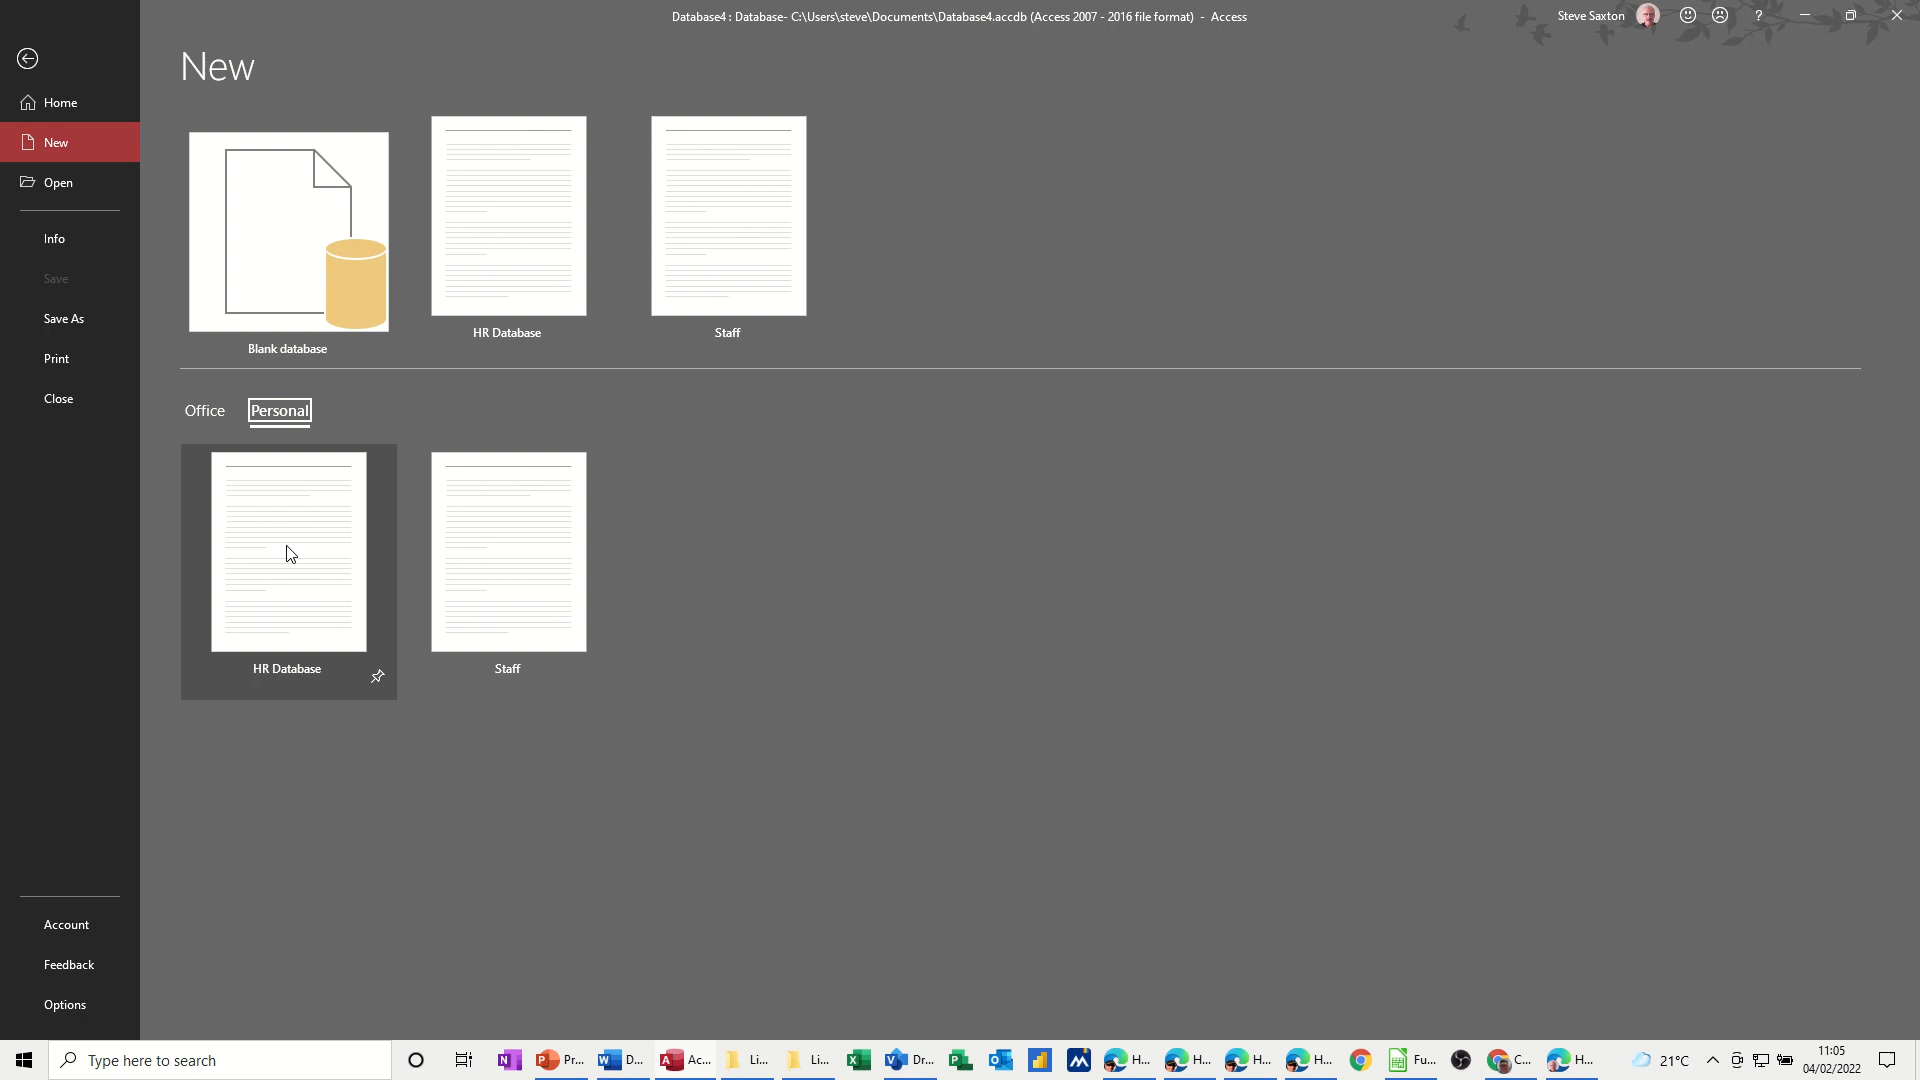 Database4 : Database- C:\Users\steve\Documents\Database4.accdb (Access 2007 - 2016 file format) - Access
Steve Saxton
?
New
Home
New
Open
Info
Save
Save As
Print
Close
Account
Feedback
Options
Blank database
HR Database
Staff
Office
Personal
HR Database
Staff
Type here to search
N
P Pr...
W D...
A Ac...
Li...
Li...
X
V Dr...
P
O
H...
H...
H...
H...
Fu...
C...
H...
21°C
11:05
04/02/2022